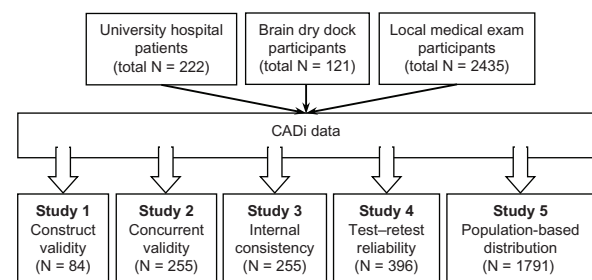 University hospital
patients
(total N = 222)
Brain dry dock
participants
(total N = 121)
Local medical exam
participants
(total N = 2435)
CADi data
Study 1
Construct
validity
(N = 84)
Study 2
Concurrent
validity
(N = 255)
Study 3
Internal
consistency
(N = 255)
Study 4
Test–retest
reliability
(N = 396)
Study 5
Population-based
distribution
(N = 1791)